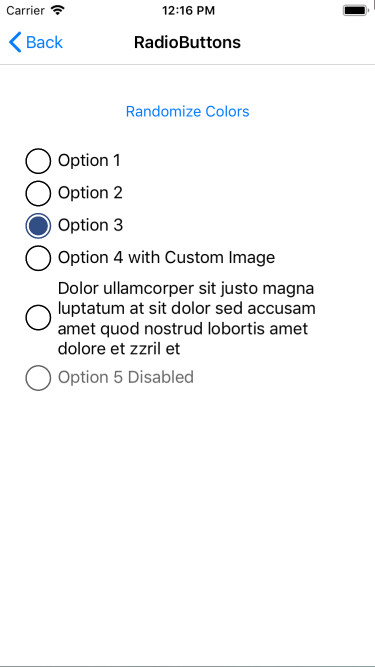 Carrier 12:16 PM
Back RadioButtons
Randomize Colors
Option 1
Option 2
Option 3
Option 4 with Custom Image
Dolor ullamcorper sit justo magna
luptatum at sit dolor sed accusam
amet quod nostrud lobortis amet
dolore et zzril et
Option 5 Disabled